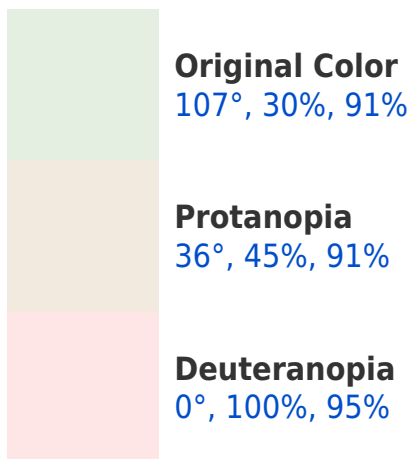 Original Color
107°, 30%, 91%
Protanopia
36°, 45%, 91%
Deuteranopia
0°, 100%, 95%